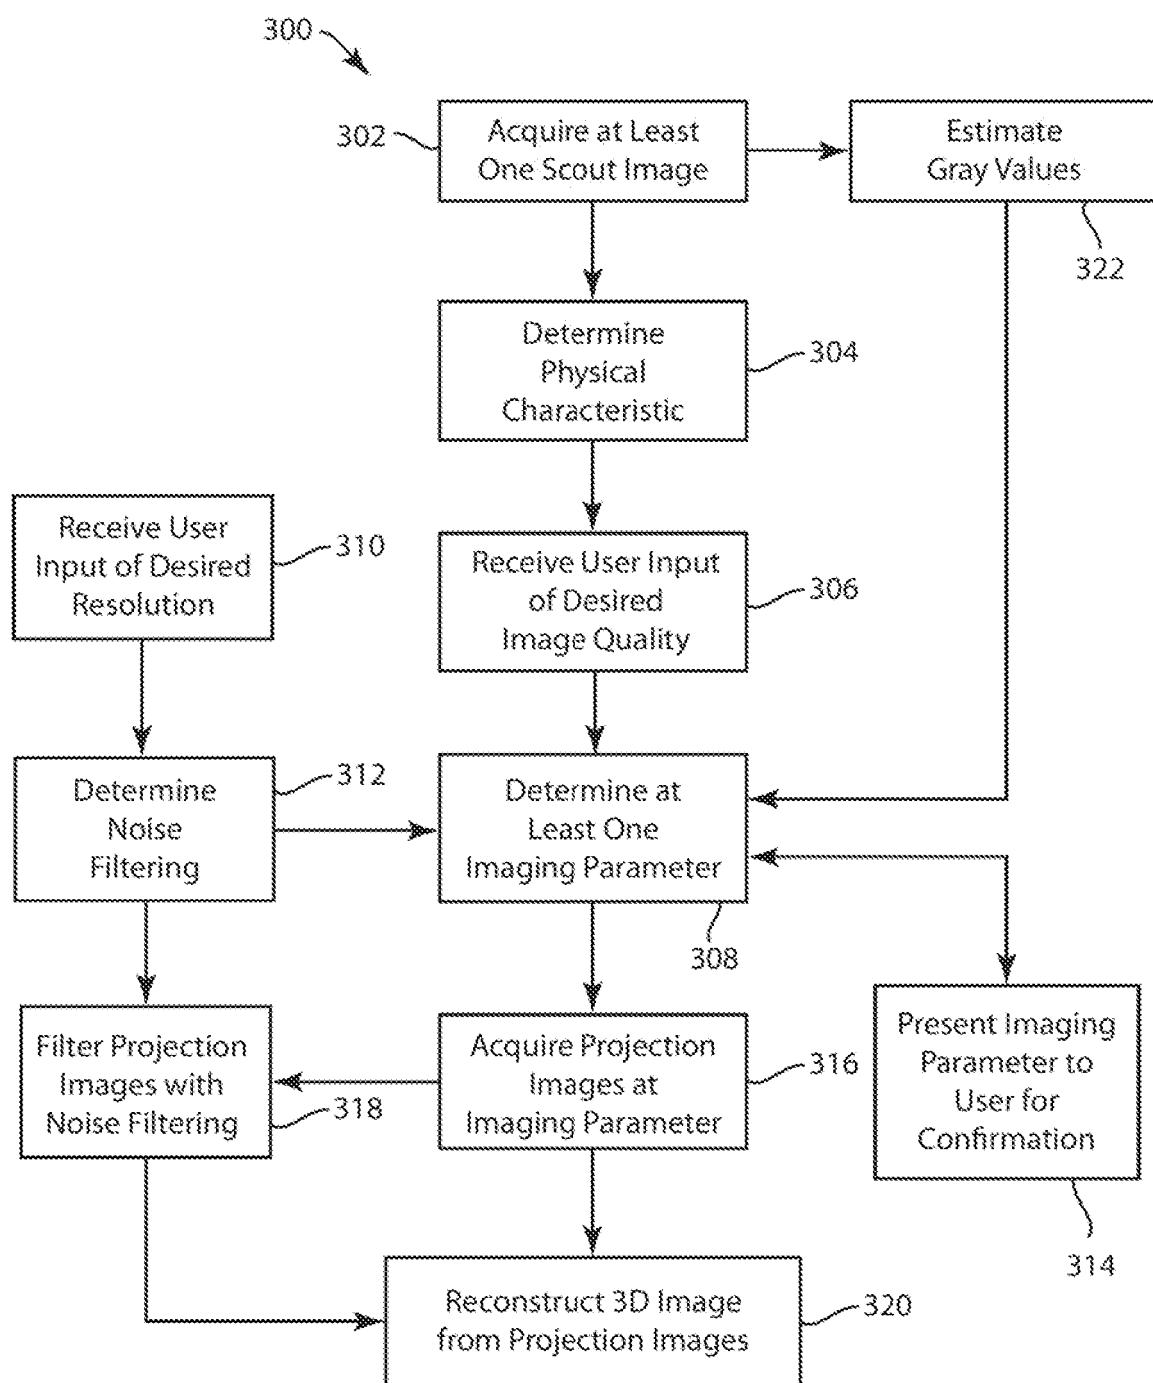 300
302
Acquire at Least
One Scout Image
Estimate
Gray Values
322
Determine
Physical
Characteristic
304
Receive User
Input of Desired
Resolution
310
Receive User Input
of Desired
Image Quality
306
Determine
Noise
Filtering
312
Determine at
Least One
Imaging Parameter
308
Filter Projection
Images with
Noise Filtering
318
Acquire Projection
Images at
Imaging Parameter
316
Present Imaging
Parameter to
User for
Confirmation
314
Reconstruct 3D Image
from Projection Images
320